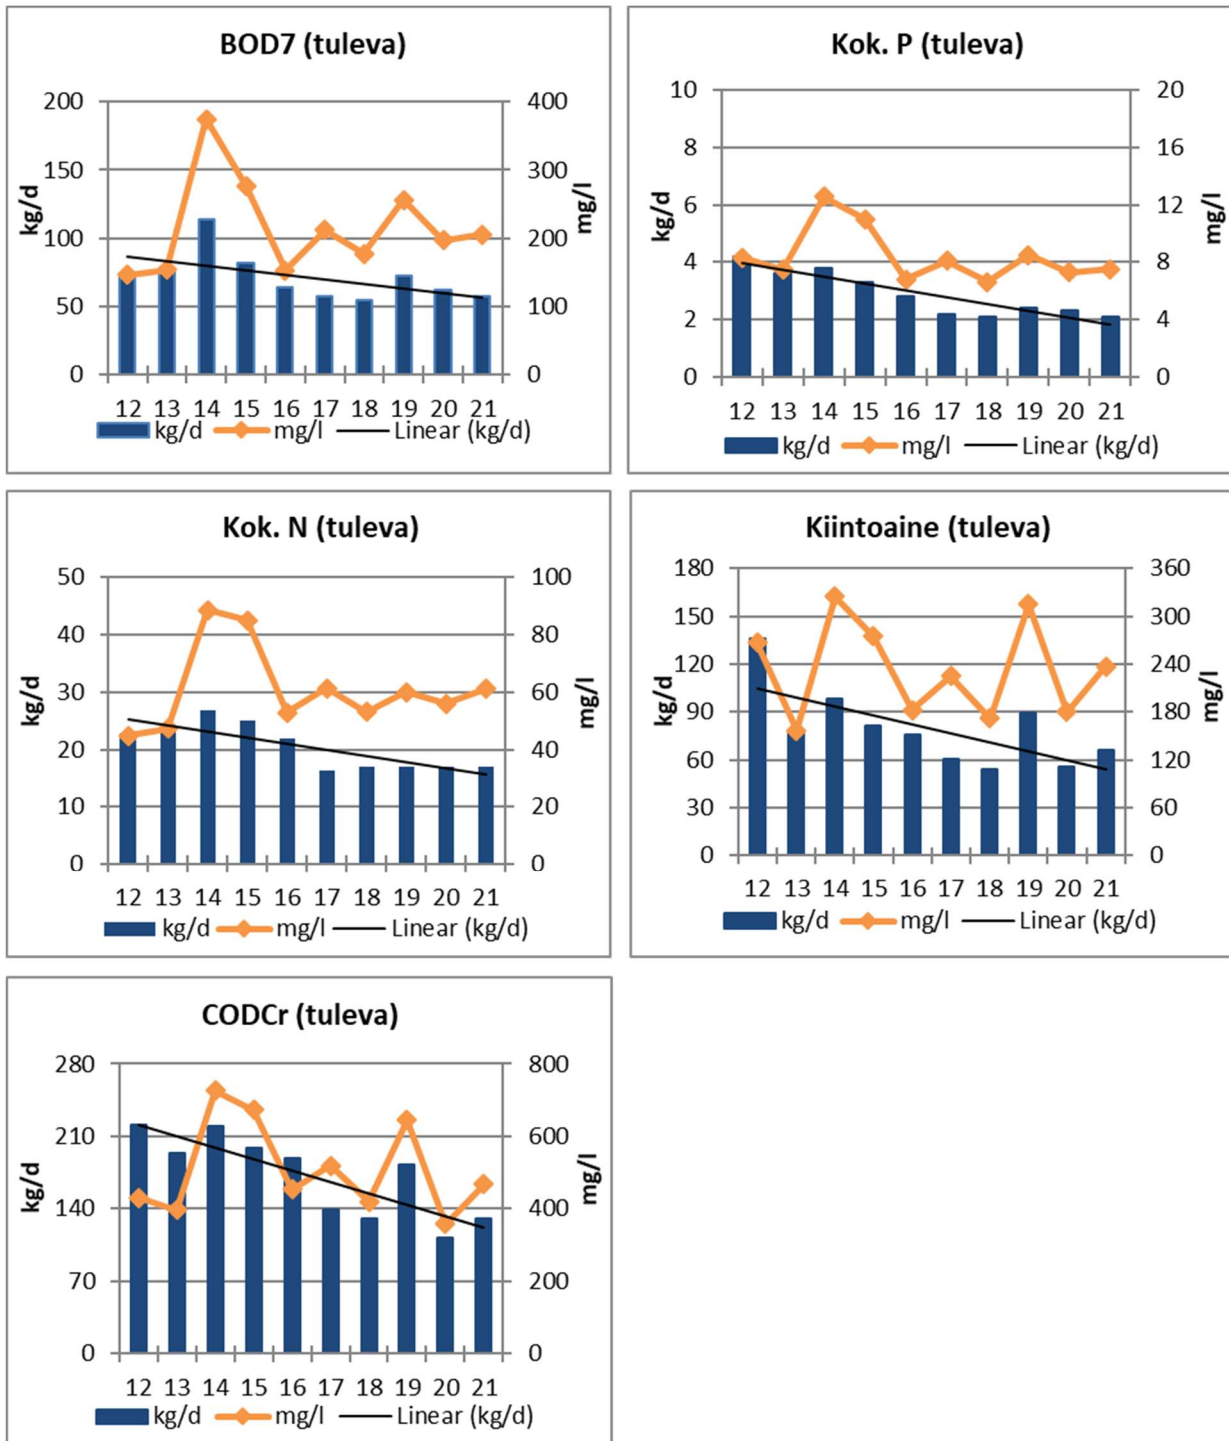 BOD7 (tuleva)
200
150
100
50
0
kg/d
400
300
200
100
0
mg/l
12 13 14 15 16 17 18 19 20 21
kg/d mg/l Linear (kg/d)
Kok. P (tuleva)
10
8
6
4
2
0
kg/d
20
16
12
8
4
0
mg/l
12 13 14 15 16 17 18 19 20 21
kg/d mg/l Linear (kg/d)
Kok. N (tuleva)
50
40
30
20
10
0
kg/d
100
80
60
40
20
0
mg/l
12 13 14 15 16 17 18 19 20 21
kg/d mg/l Linear (kg/d)
Kiintoaine (tuleva)
180
150
120
90
60
30
0
kg/d
360
300
240
180
120
60
0
mg/l
12 13 14 15 16 17 18 19 20 21
kg/d mg/l Linear (kg/d)
CODCr (tuleva)
280
210
140
70
0
kg/d
800
600
400
200
0
mg/l
12 13 14 15 16 17 18 19 20 21
kg/d mg/l Linear (kg/d)